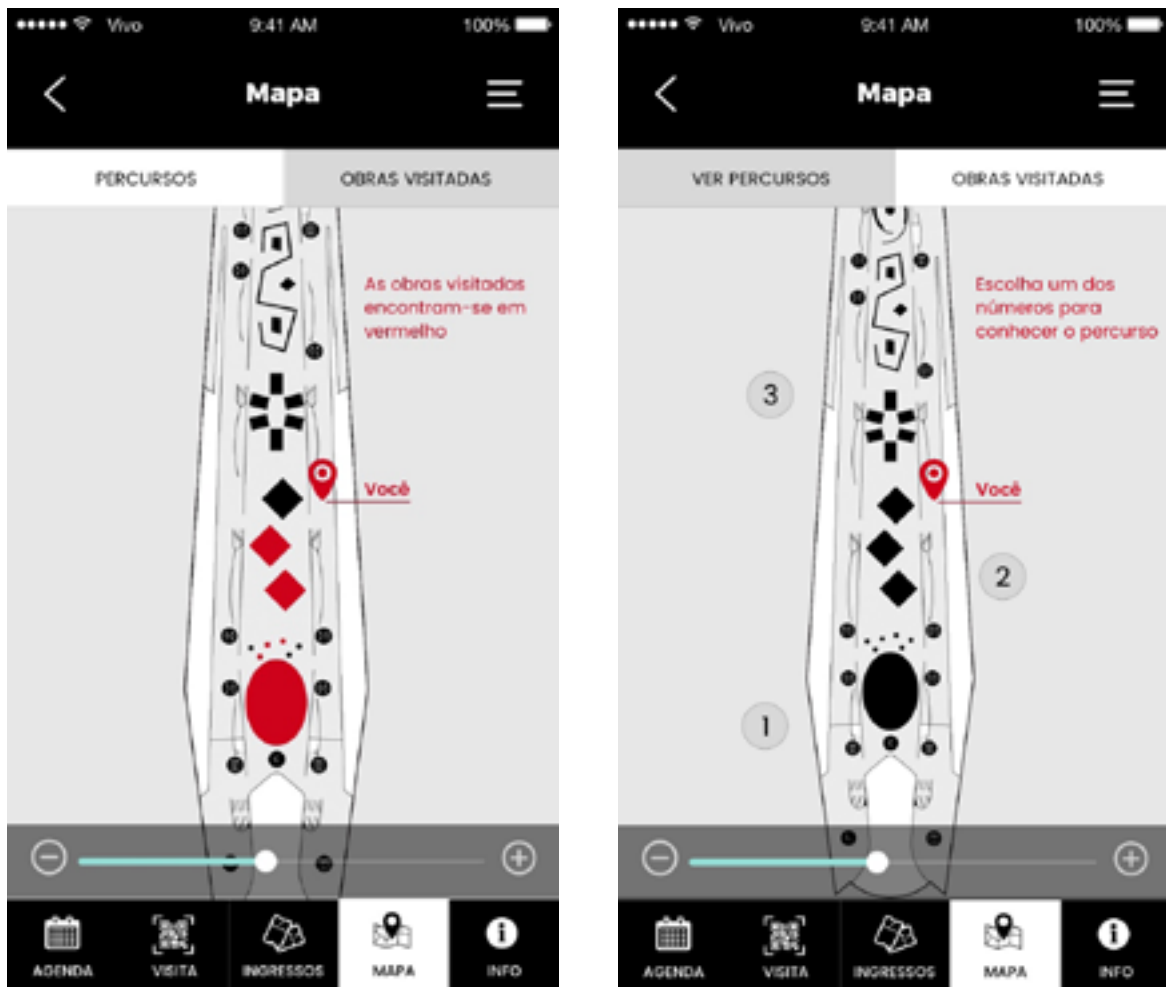 Vivo 9:41 AM 100%
Mapa
PERCURSOS OBRAS VISITADAS
As obras visitadas
encontram-se em
vermelho
Você
AGENDA VISITA INGRESSOS MAPA INFO
Vivo 9:41 AM 100%
Mapa
VER PERCURSOS OBRAS VISITADAS
Escolha um dos
números para
conhecer o percurso
3
Você
2
1
AGENDA VISITA INGRESSOS MAPA INFO